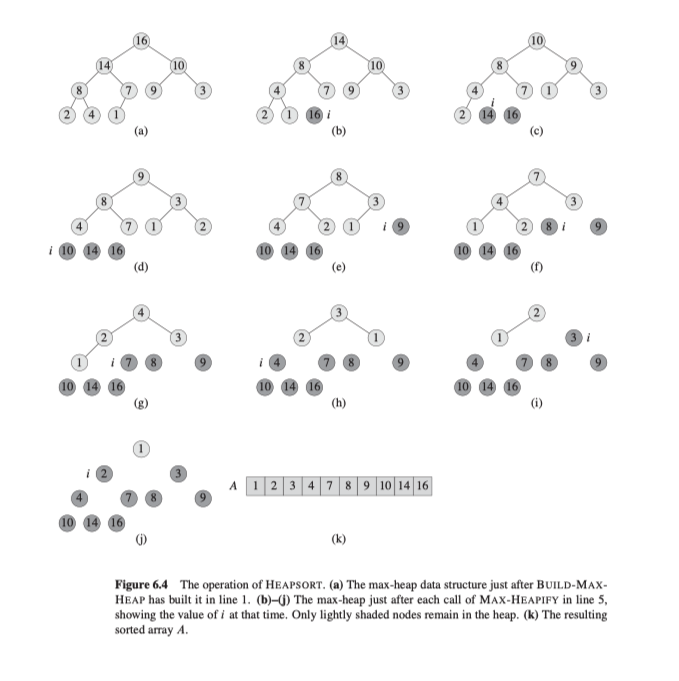 16 14 10
14 10 8 9
8 7 9 3 4 7 9 3 4 7 1 3
2 4 1 2 1 16 i 2 14 i 16
(a) (b) (c)
9 8 7
8 3 7 3 4 3
4 7 1 2 4 2 1 i 9 1 2 8 i 9
i 10 14 16 10 14 16 10 14 16
(d) (e) (f)
4 3 2
2 3 2 1 1 3 i
1 i 7 8 9 i 4 7 8 9 4 7 8 9
10 14 16 10 14 16 10 14 16
(g) (h) (i)
1
i 2 3
4 7 8 9
10 14 16
A 1 2 3 4 7 8 9 10 14 16
(j) (k)
Figure 6.4 The operation of HEAPSORT. (a) The max-heap data structure just after BUILD-MAX-
HEAP has built it in line 1. (b)–(j) The max-heap just after each call of MAX-HEAPIFY in line 5,
showing the value of i at that time. Only lightly shaded nodes remain in the heap. (k) The resulting
sorted array A.